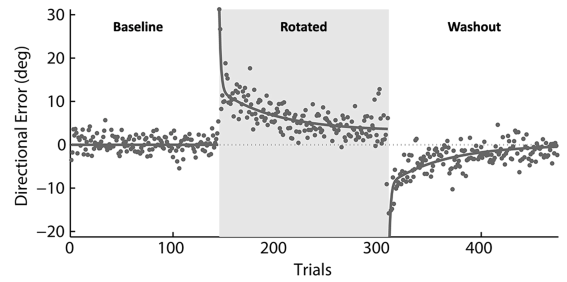 Baseline
Rotated
Washout
Directional Error (deg)
30
20
10
0
−10
−20
0
100
200
300
400
Trials